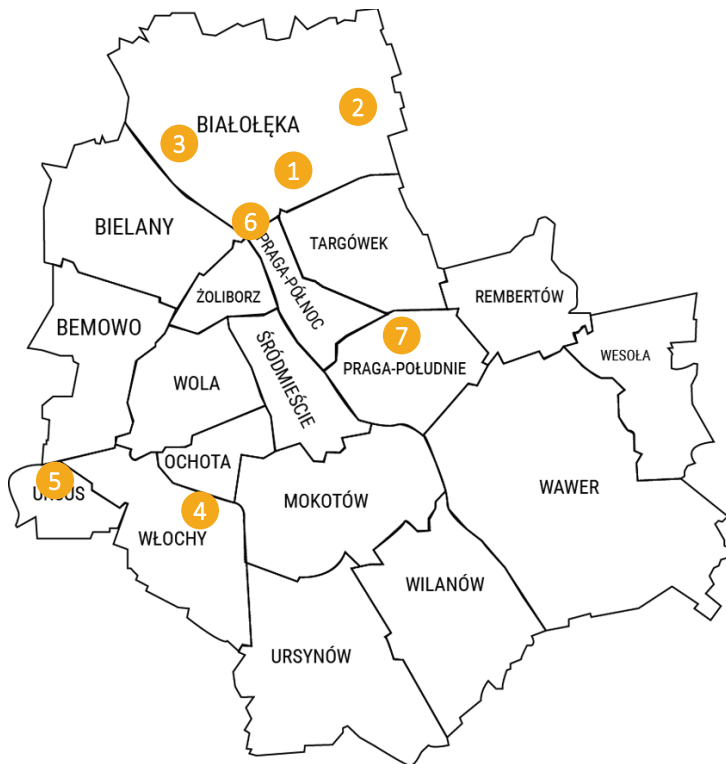 2
BIAŁOŁĘKA
3
1
6
BIELANY
PRAGA-PÓŁNOC
TARGÓWEK
ŻOLIBORZ
REMBERTÓW
BEMOWO
7
ŚRÓDMIEŚCIE
WESOŁA
PRAGA-POŁUDNIE
WOLA
OCHOTA
5
URSUS
WAWER
MOKOTÓW
4
WŁOCHY
WILANÓW
URSYNÓW